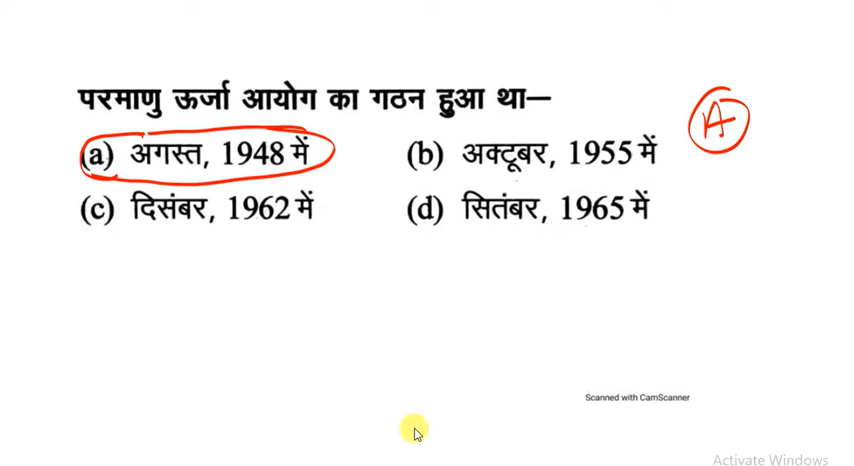 परमाणु ऊर्जा आयोग का गठन हुआ था—
A
(a) अगस्त, 1948 में (b) अक्टूबर, 1955 में
(c) दिसंबर, 1962 में (d) सितंबर, 1965 में
Scanned with CamScanner
Activate Windows